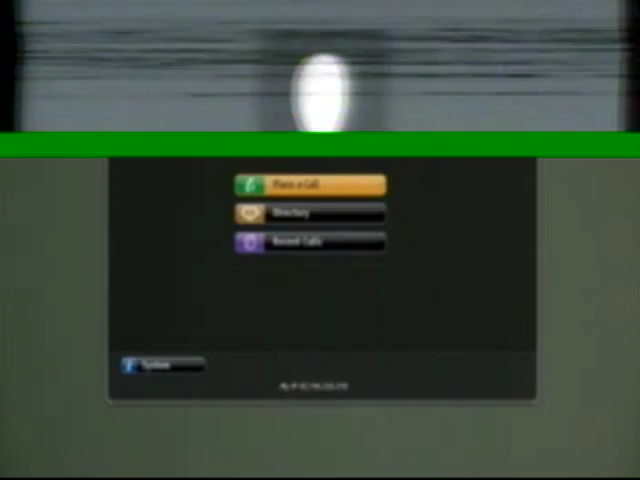 Place a Call
Directory
Recent Calls
System